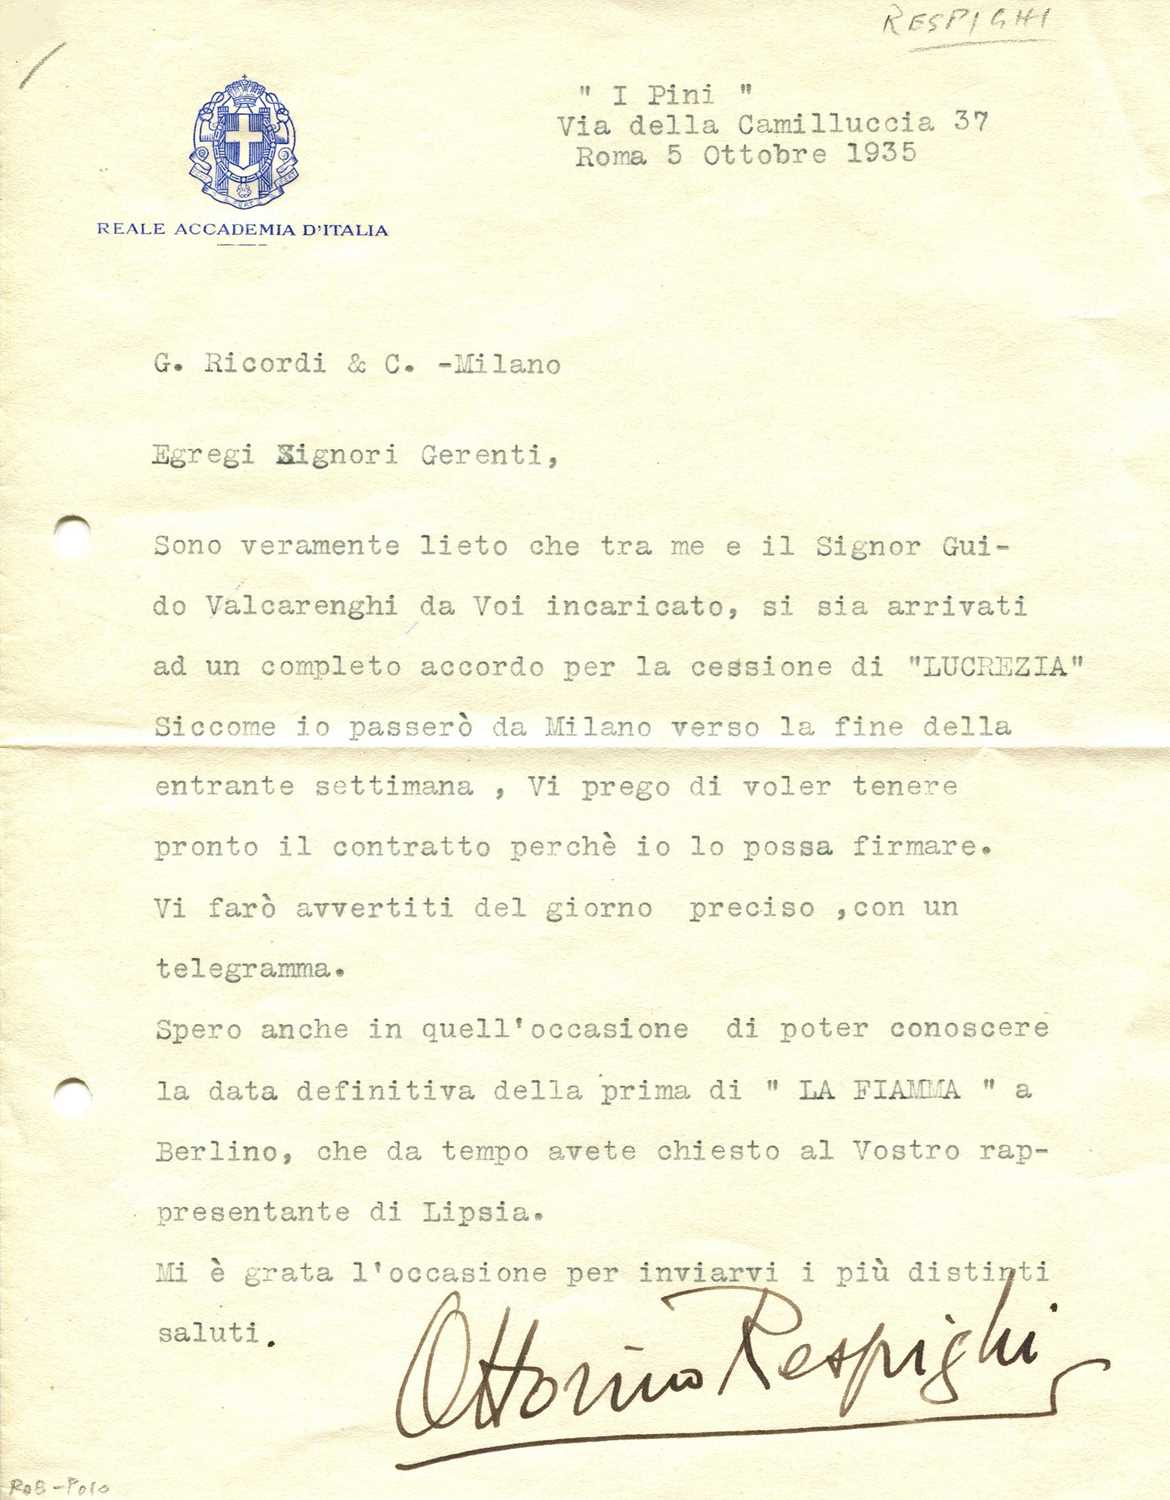 RESPIGHI
" I Pini "
Via della Camilluccia 37
Roma 5 Ottobre 1935
REALE ACCADEMIA D'ITALIA
G. Ricordi & C. -Milano
Egregi Signori Gerenti,
Sono veramente lieto che tra me e il Signor Gui-
do Valcarenghi da Voi incaricato, si sia arrivati
ad un completo accordo per la cessione di "LUCREZIA"
Siccome io passerò da Milano verso la fine della
entrante settimana , Vi prego di voler tenere
pronto il contratto perchè io lo possa firmare.
Vi farò avvertiti del giorno preciso ,con un
telegramma.
Spero anche in quell'occasione di poter conoscere
la data definitiva della prima di " LA FIAMMA " a
Berlino, che da tempo avete chiesto al Vostro rap-
presentante di Lipsia.
Mi è grata l'occasione per inviarvi i più distinti
saluti.
Ottorino Respighi